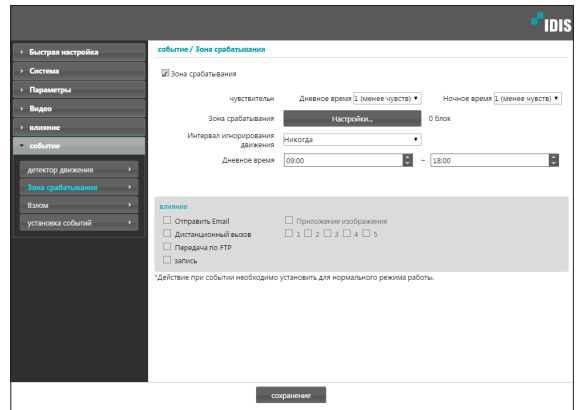 IDIS
Быстрая настройка
Система
Параметры
Видео
влияние
событие
детектор движения
Зона срабатывания
Взлом
установка событий
событие / Зона срабатывания
Зона срабатывания
чувствительн Дневное время 1 (менее чувств) Ночное время 1 (менее чувств)
Зона срабатывания Настройки... 0 блок
Интервал игнорирования
движения Никогда
Дневное время 09:00 ~ 18:00
влияние
Отправить Email Приложение изображения
Дистанционный вызов 1 2 3 4 5
Передача по FTP
запись
*Действие при событии необходимо установить для нормального режима работы.
сохранение